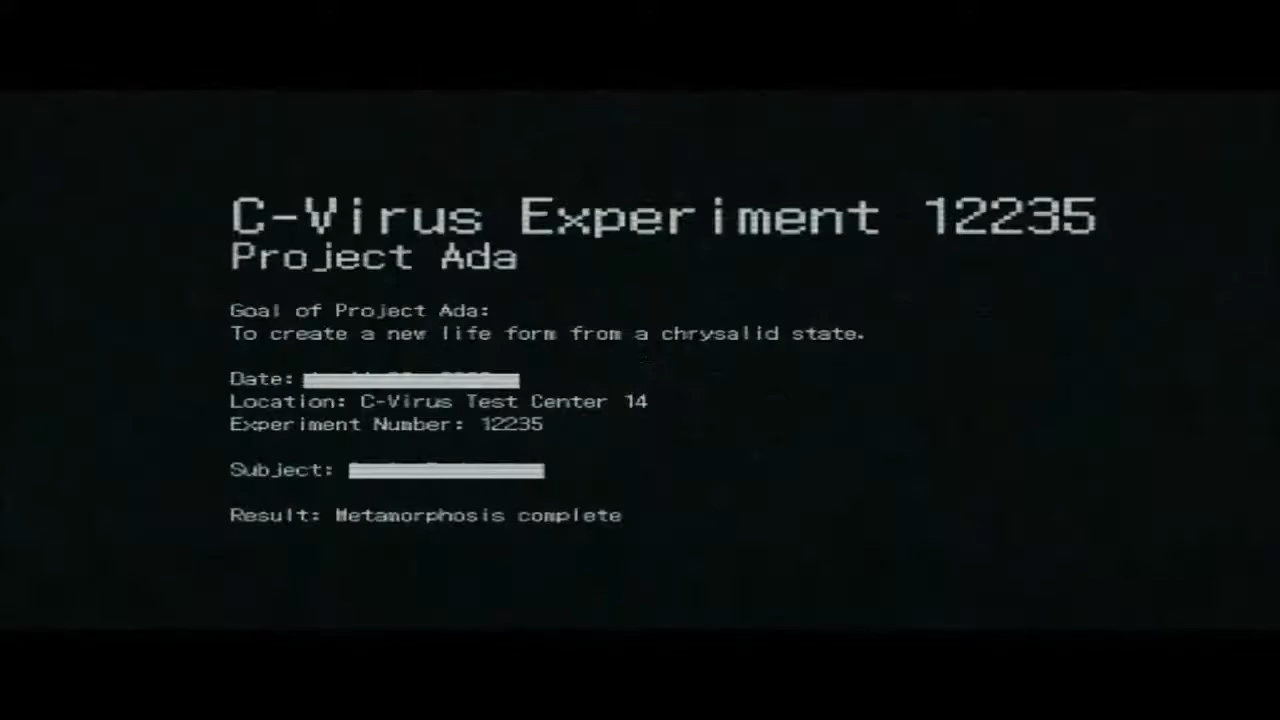 C-Virus Experiment 12235
Project Ada
Goal of Project Ada:
To create a new life form from a chrysalid state.
Date:
Location: C-Virus Test Center 14
Experiment Number: 12235
Subject:
Result: Metamorphosis complete